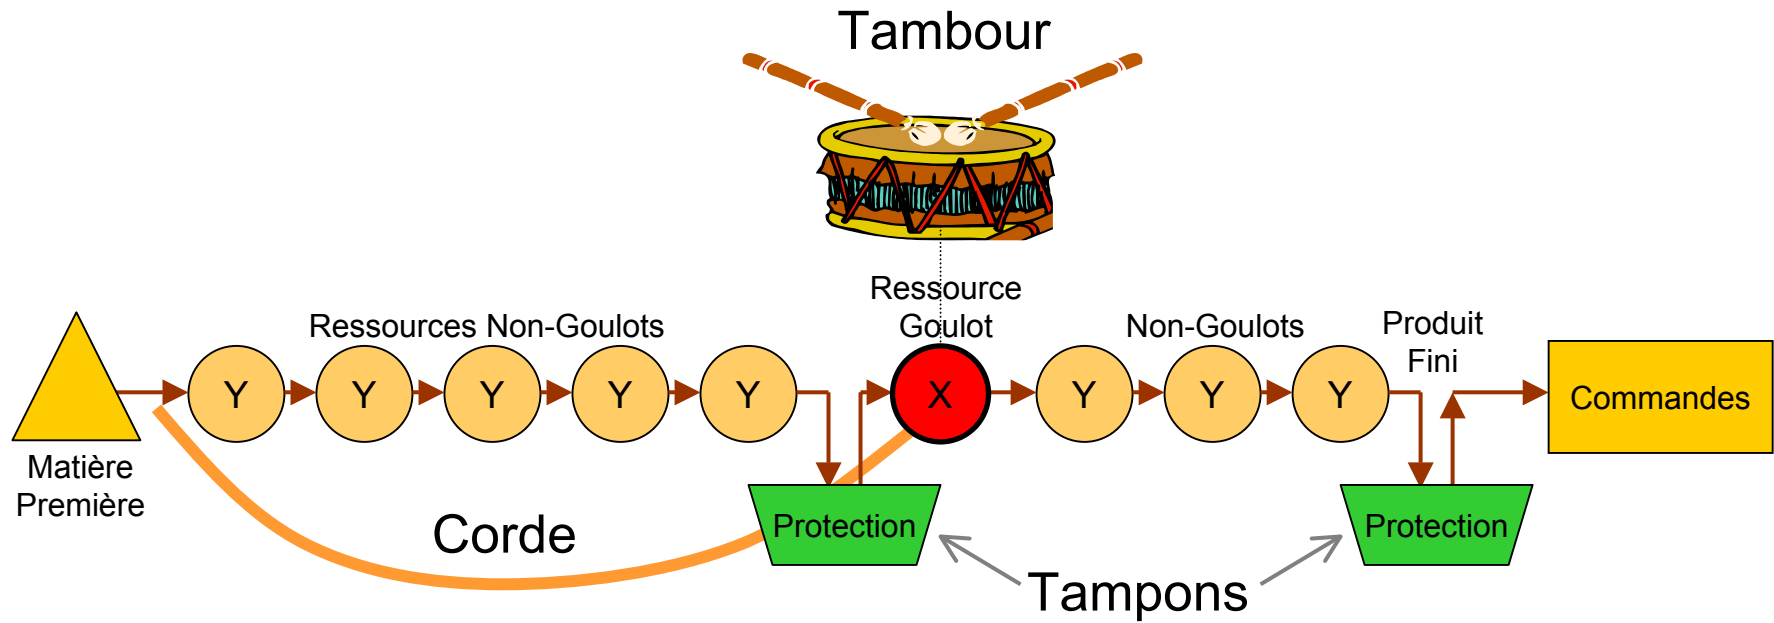 Tambour
Ressource
Goulot
Ressources Non-Goulots
Non-Goulots
Produit
Fini
Y
Y
Y
Y
Y
X
Y
Y
Y
Commandes
Matière
Première
Corde
Protection
Protection
Tampons